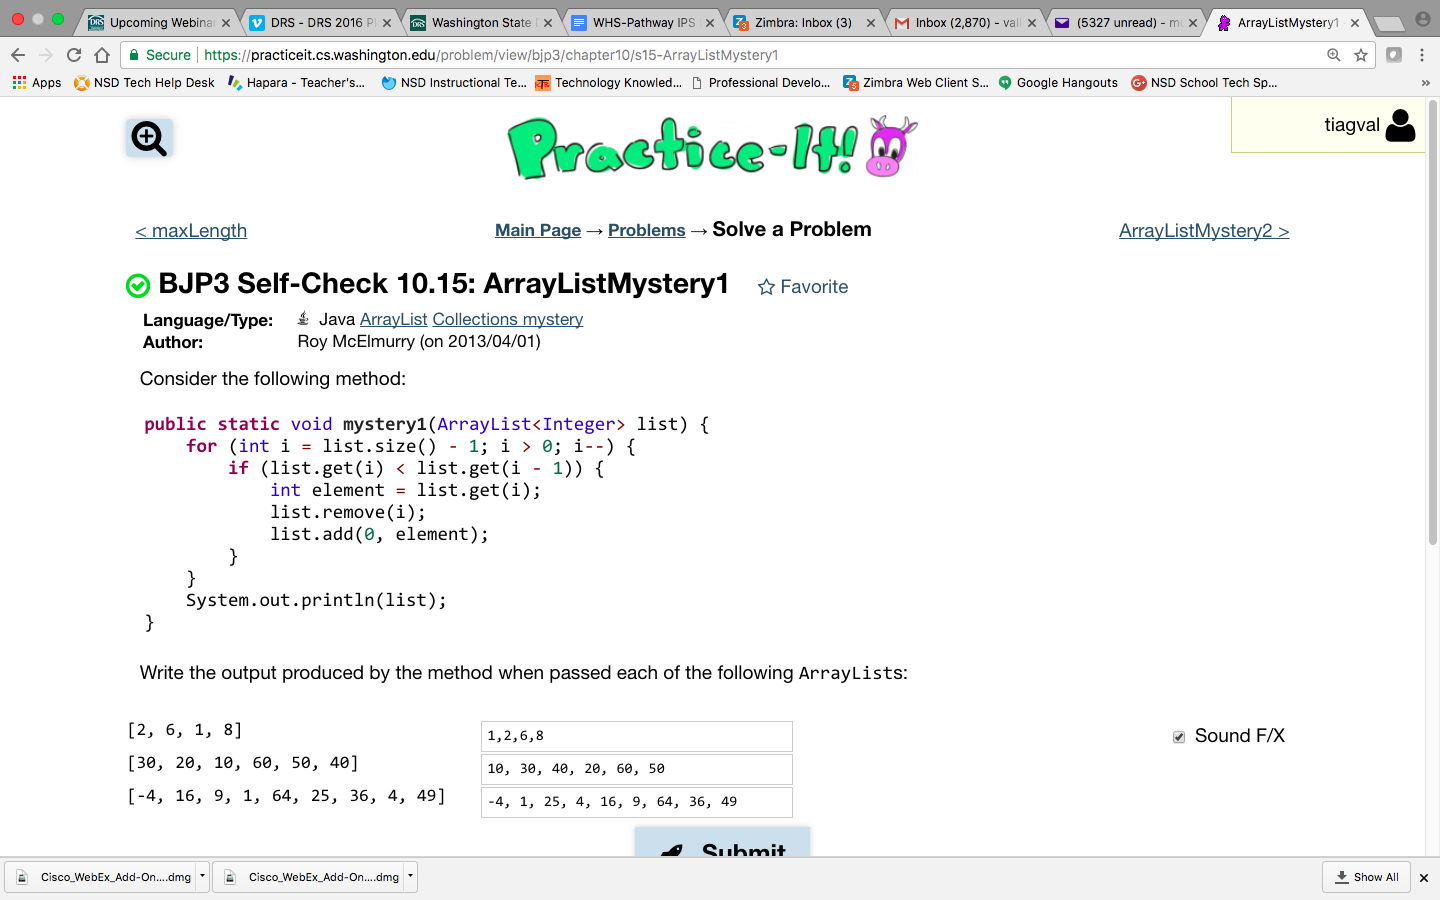 Upcoming Webinar
DRS - DRS 2016 Pl
Washington State D
WHS-Pathway IPS
Zimbra: Inbox (3)
Inbox (2,870) - vall
(5327 unread) - m
ArrayListMystery1 -
Secure
https://practiceit.cs.washington.edu/problem/view/bjp3/chapter10/s15-ArrayListMystery1
Apps
NSD Tech Help Desk
Hapara - Teacher's...
NSD Instructional Te...
Technology Knowled...
Professional Develo...
Zimbra Web Client S...
Google Hangouts
NSD School Tech Sp...
»
Practice-It!
tiagval
< maxLength
Main Page → Problems → Solve a Problem
ArrayListMystery2 >
BJP3 Self-Check 10.15: ArrayListMystery1
Favorite
Language/Type: Java ArrayList Collections mystery
Author: Roy McElmurry (on 2013/04/01)
Consider the following method:
public static void mystery1(ArrayList<Integer> list) {
for (int i = list.size() - 1; i > 0; i--) {
if (list.get(i) < list.get(i - 1)) {
int element = list.get(i);
list.remove(i);
list.add(0, element);
}
}
System.out.println(list);
}
Write the output produced by the method when passed each of the following ArrayLists:
[2, 6, 1, 8] 1,2,6,8
Sound F/X
[30, 20, 10, 60, 50, 40] 10, 30, 40, 20, 60, 50
[-4, 16, 9, 1, 64, 25, 36, 4, 49] -4, 1, 25, 4, 16, 9, 64, 36, 49
Submit
Cisco_WebEx_Add-On....dmg
Cisco_WebEx_Add-On....dmg
Show All